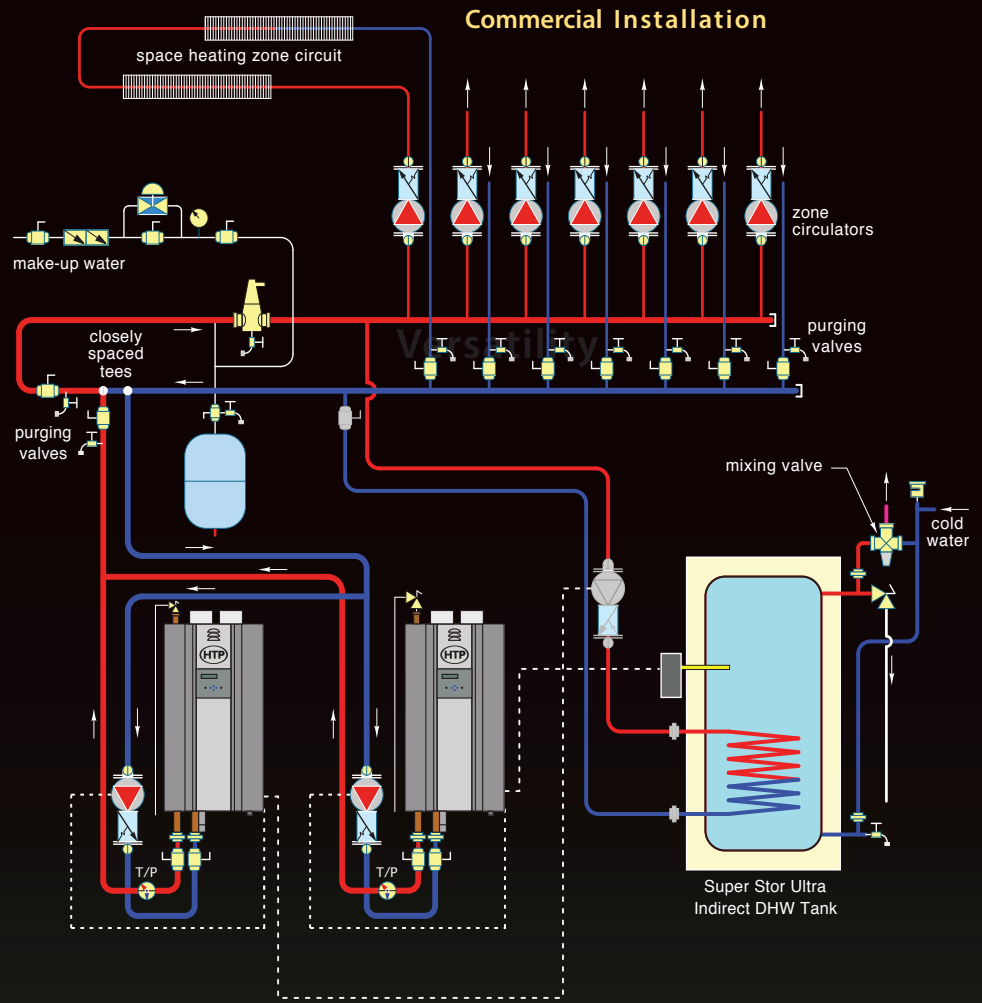 Commercial Installation
space heating zone circuit
zone
circulators
make-up water
closely
spaced
tees
Versatility
purging
valves
purging
valves
mixing valve
cold
water
HTP
HTP
T/P
T/P
Super Stor Ultra
Indirect DHW Tank